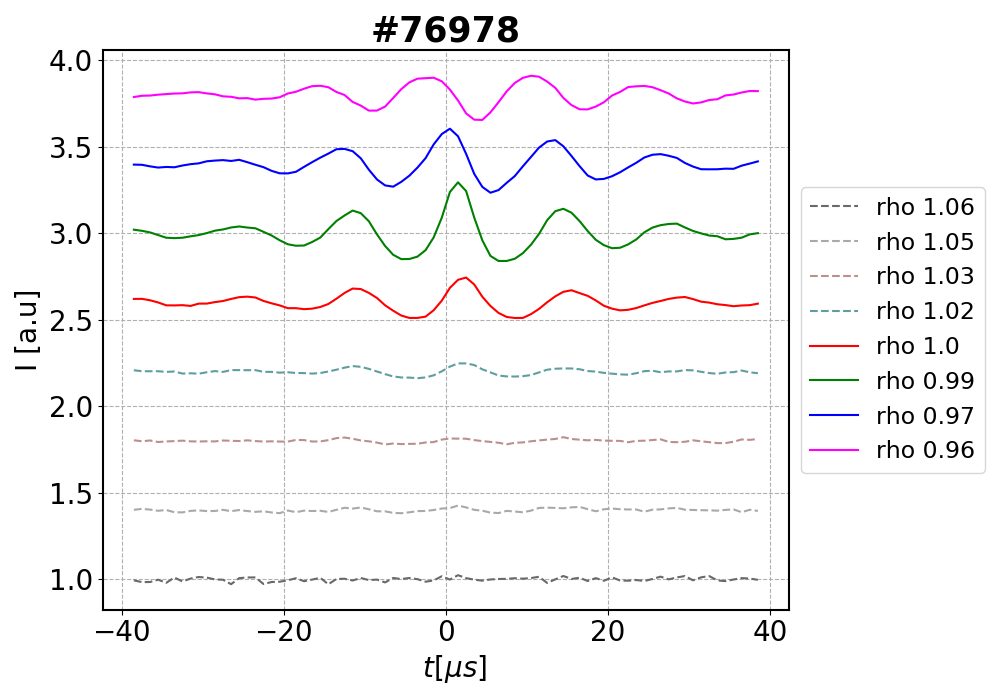 #76978
I [a.u]
4.0
3.5
3.0
2.5
2.0
1.5
1.0
−40 −20 0 20 40
t[μs]
rho 1.06
rho 1.05
rho 1.03
rho 1.02
rho 1.0
rho 0.99
rho 0.97
rho 0.96